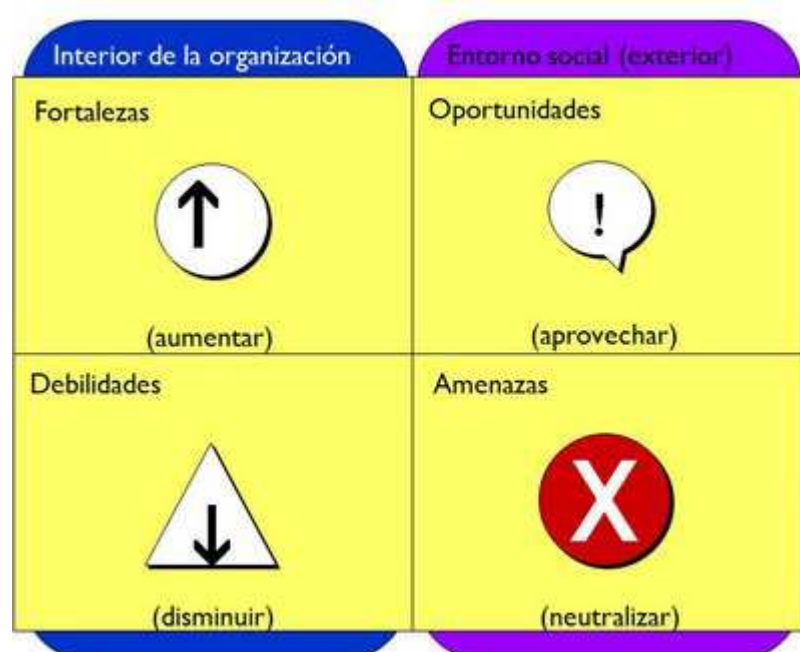 Interior de la organización
Entorno social (exterior)
Fortalezas
Oportunidades
!
(aumentar)
(aprovechar)
Debilidades
Amenazas
X
(disminuir)
(neutralizar)